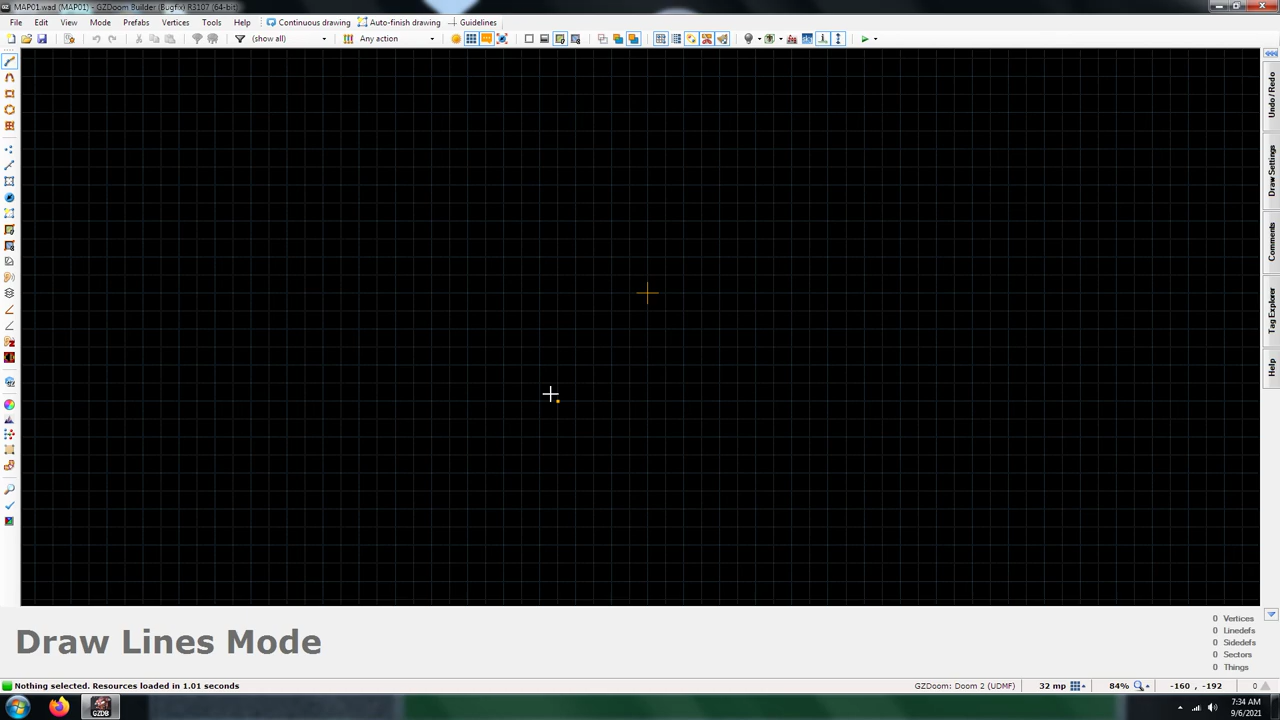 MAP01.wad (MAP01) - GZDoom Builder (Bugfix) R3107 (64-bit)
File Edit View Mode Prefabs Vertices Tools Help Continuous drawing Auto-finish drawing Guidelines
(show all) Any action
Undo / Redo
Draw Settings
Comments
Tag Explorer
Help
Draw Lines Mode
0 Vertices
0 Linedefs
0 Sidedefs
0 Sectors
0 Things
Nothing selected. Resources loaded in 1.01 seconds GZDoom: Doom 2 (UDMF) 32 mp 84% -160 , -192 0
GZDB
7:34 AM
9/6/2021